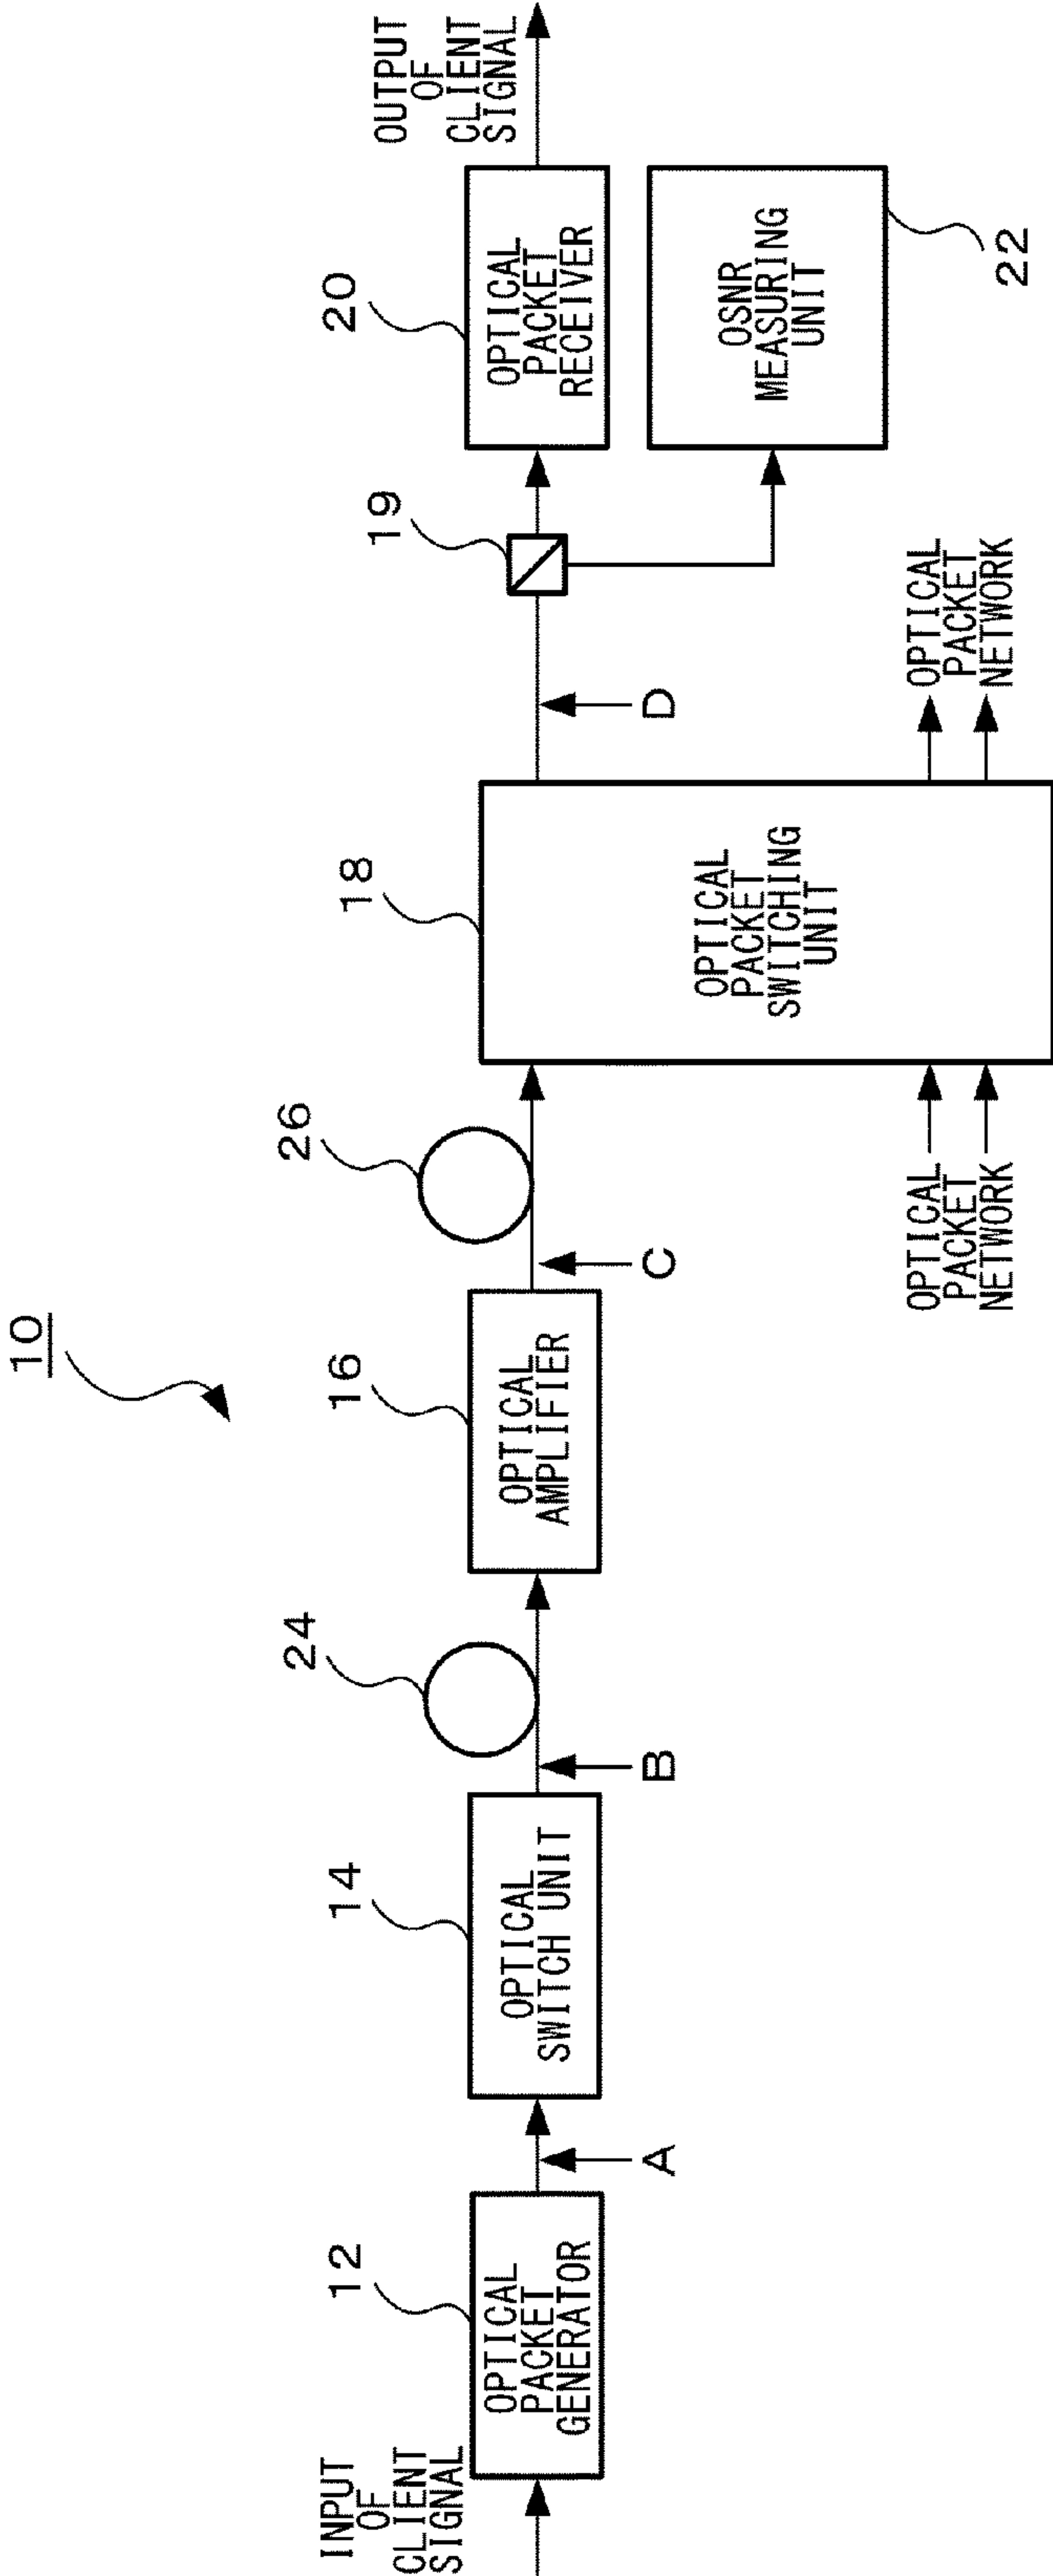 10
INPUT
OF
CLIENT
SIGNAL
12
OPTICAL
PACKET
GENERATOR
A
14
OPTICAL
SWITCH UNIT
B
24
16
OPTICAL
AMPLIFIER
C
26
18
OPTICAL
PACKET
SWITCHING
UNIT
OPTICAL
PACKET
NETWORK
OPTICAL
PACKET
NETWORK
D
19
20
OPTICAL
PACKET
RECEIVER
OUTPUT
OF
CLIENT
SIGNAL
OSNR
MEASURING
UNIT
22